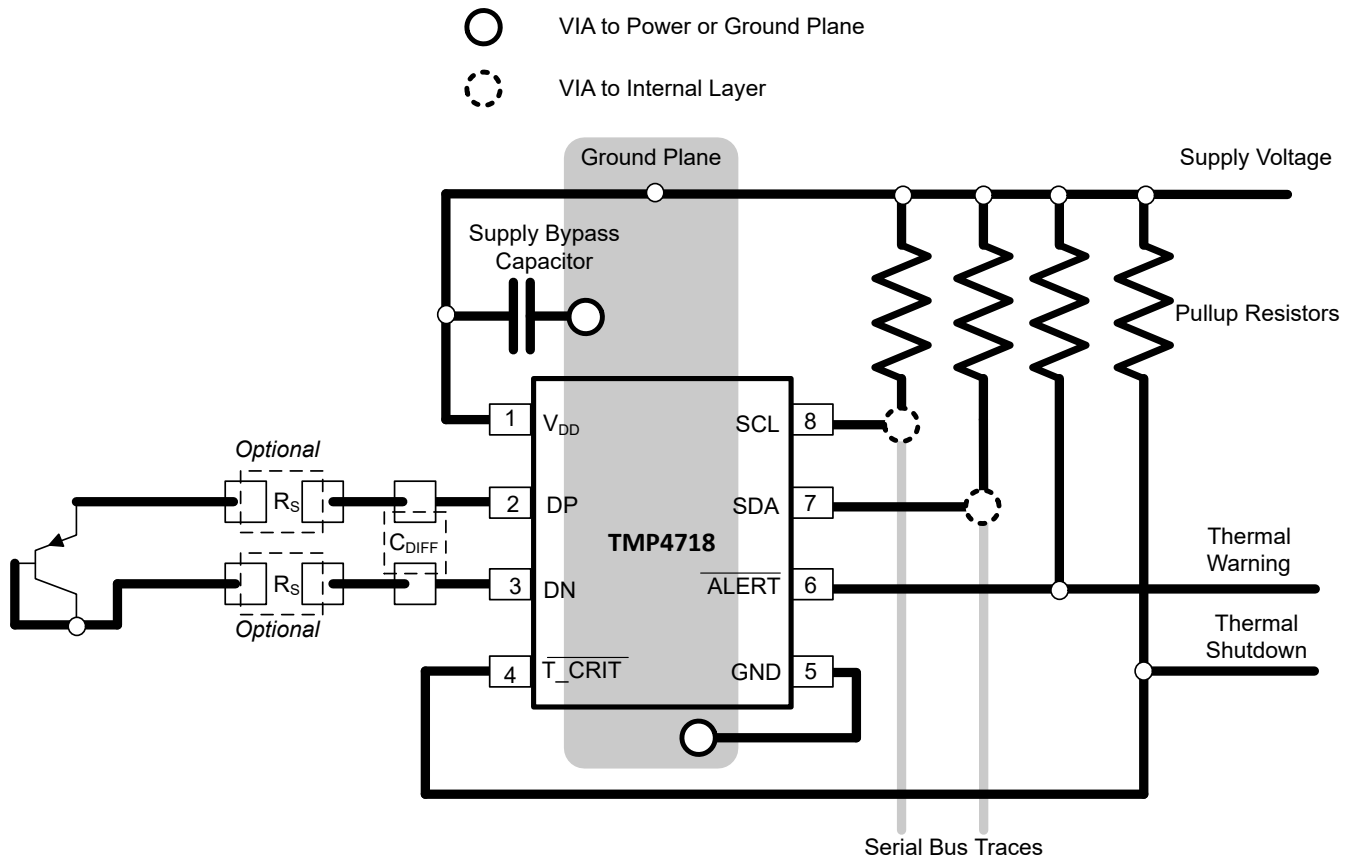 VIA to Power or Ground Plane
VIA to Internal Layer
Ground Plane
Supply Voltage
Supply Bypass
Capacitor
Pullup Resistors
1
VDD
SCL
8
Optional
RS
2
DP
SDA
7
CDIFF
TMP4718
Thermal
Warning
RS
3
DN
ALERT
6
Optional
Thermal
Shutdown
4
T_CRIT
GND
5
Serial Bus Traces